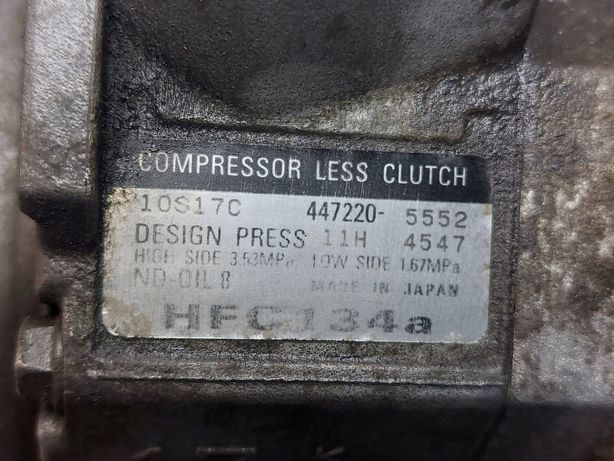 COMPRESSOR LESS CLUTCH
10S17C 447220- 5552
DESIGN PRESS 11H 4547
HIGH SIDE 3.53MPa LOW SIDE 1.67MPa
ND-OIL 8 MADE IN JAPAN
HFC134a